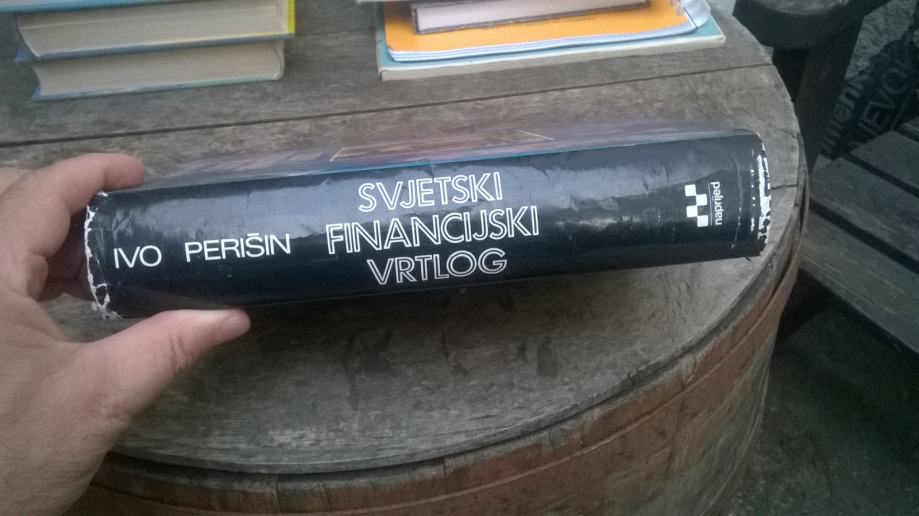 IVO PERIŠIN
SVJETSKI
FINANCIJSKI
VRTLOG
naprijed